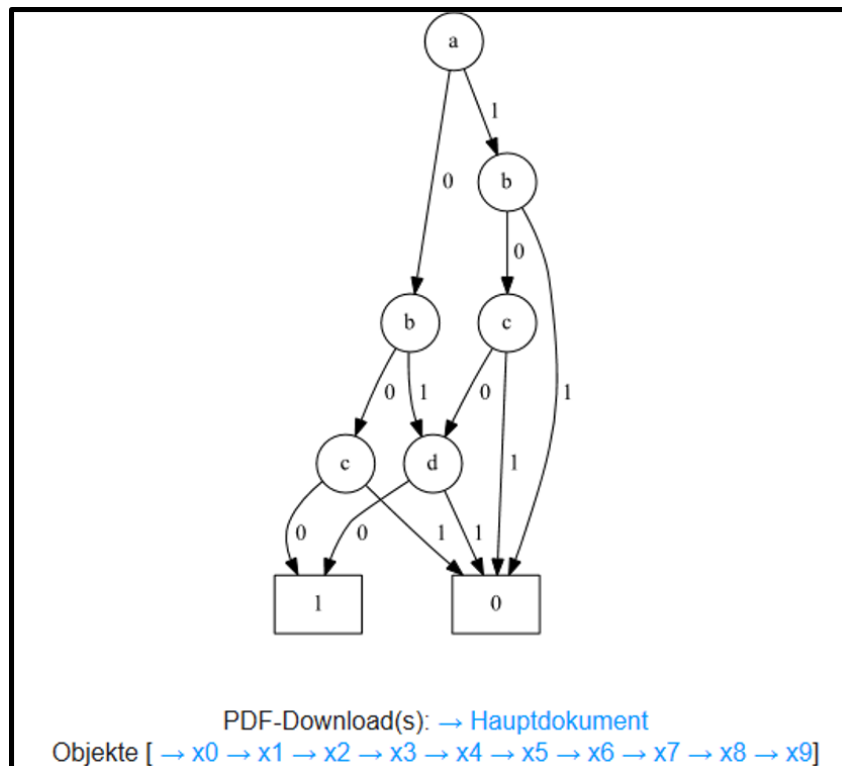 a
1
0
b
0
b
c
0
1
0
1
c
d
1
0
0
1
1
1
0
PDF-Download(s): → Hauptdokument
Objekte [ → x0 → x1 → x2 → x3 → x4 → x5 → x6 → x7 → x8 → x9]